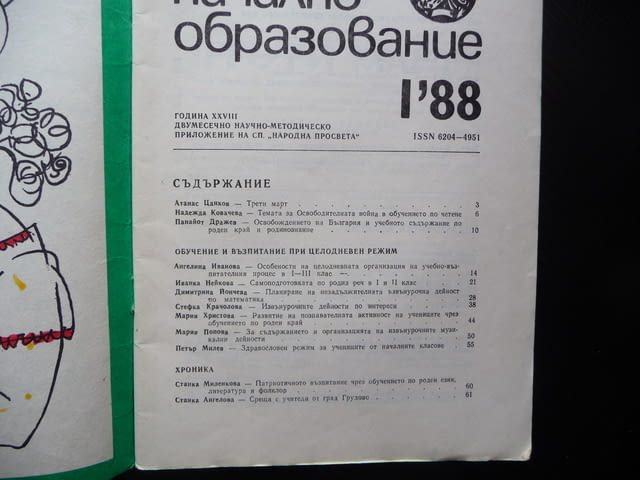 начално
образование
I'88
ГОДИНА XXVIII
ДВУМЕСЕЧНО НАУЧНО-МЕТОДИЧЕСКО
ПРИЛОЖЕНИЕ НА СП. „НАРОДНА ПРОСВЕТА“
ISSN 6204—4951
СЪДЪРЖАНИЕ
Атанас Цанков — Трети март . . . . . . . . . 3
Надежда Ковачева — Темата за Освободителната война в обучението по четене 6
Панайот Дражев — Освобождението на България и учебното съдържание по
роден край и родинознание . . . . . . . . 10
ОБУЧЕНИЕ И ВЪЗПИТАНИЕ ПРИ ЦЕЛОДНЕВЕН РЕЖИМ
Ангелина Иванова — Особености на целодневната организация на учебно-въз-
питателния процес в I—III клас —. . . . . . . 14
Иванка Нейкова — Самоподготовката по родна реч в I и II клас . . 21
Димитрина Йончева — Планиране на незадължителната извънурочна дейност
по математика . . . . . . . . . . 28
Стефка Крачолова — Извънурочните дейности по интереси . . . 38
Мария Христова — Развитие на познавателната активност на учениците чрез
обучението по роден край . . . . . . . . 44
Мария Попова — За съдържанието и организацията на извънурочните музи-
кални дейности . . . . . . . . . . 50
Петър Милев — Здравословен режим за учениците от началните класове . . 55
ХРОНИКА
Станка Миленкова — Патриотичното възпитание чрез обучението по роден език,
литература и фолклор . . . . . . . . . 60
Станка Ангелова — Среща с учители от град Грудово . . . . . 61